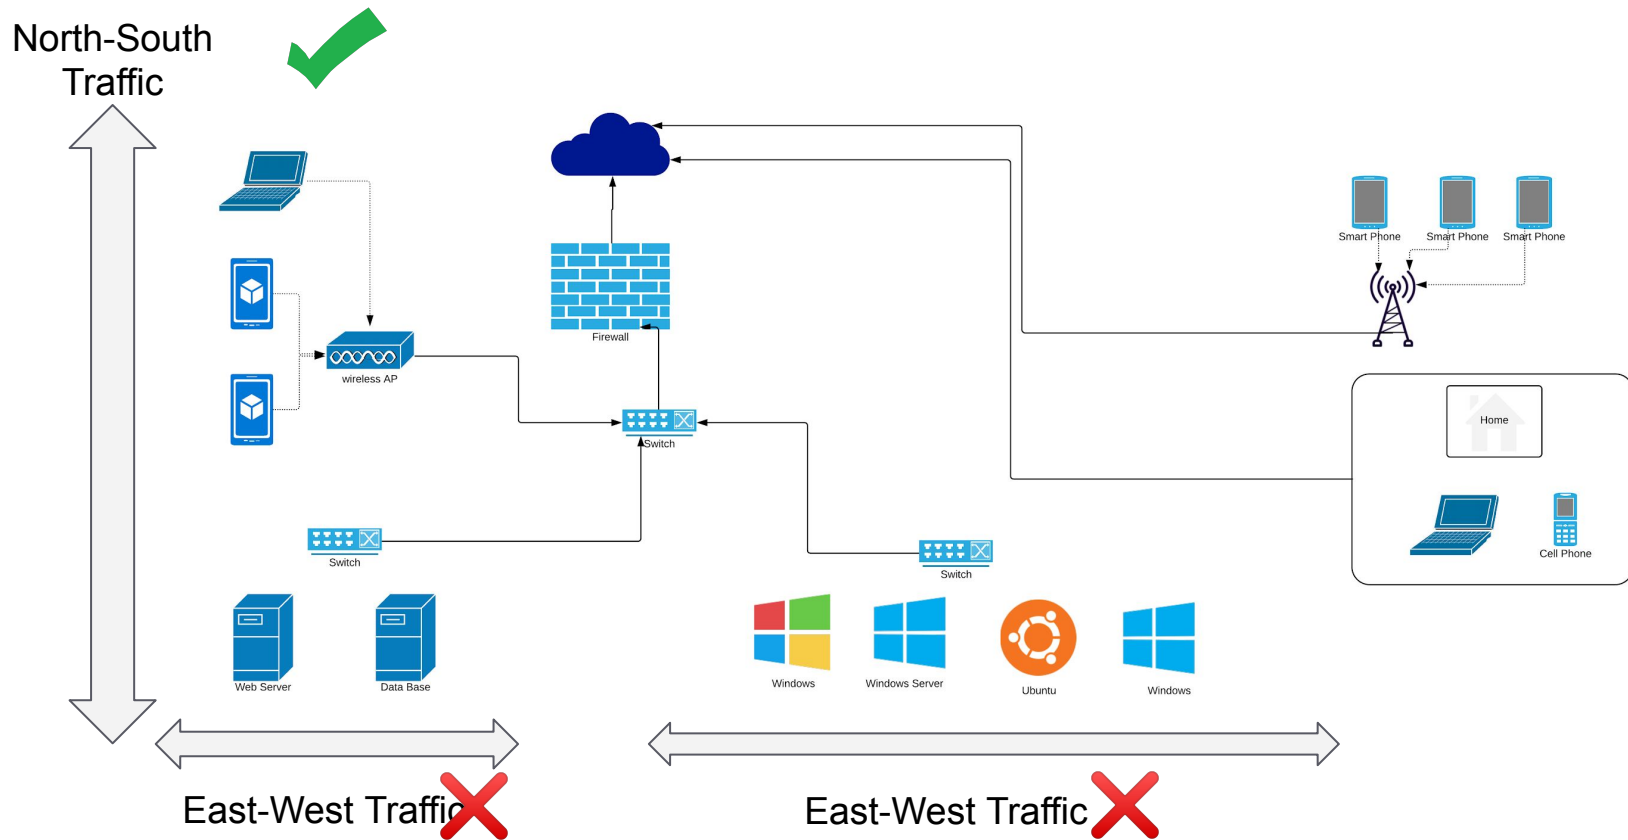 North-South
Traffic
Smart Phone
Smart Phone
Smart Phone
Firewall
wireless AP
Home
Switch
Switch
Switch
Cell Phone
Web Server
Data Base
Windows
Windows Server
Ubuntu
Windows
East-West Traffic
East-West Traffic